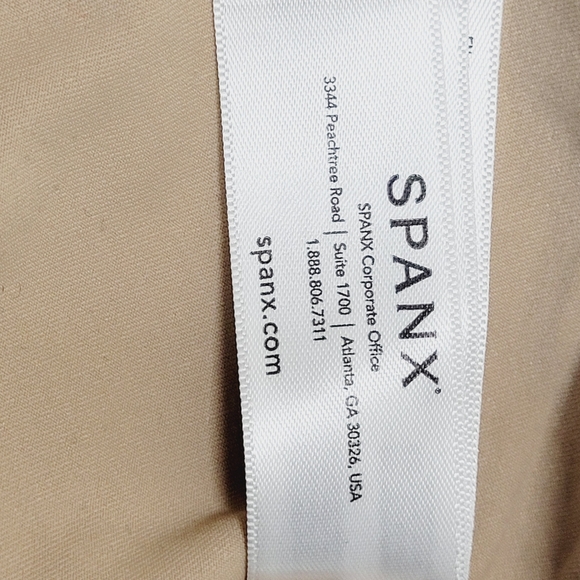 SPANX®
SPANX Corporate Office
3344 Peachtree Road | Suite 1700 | Atlanta, GA 30326, USA
1.888.806.7311
spanx.com